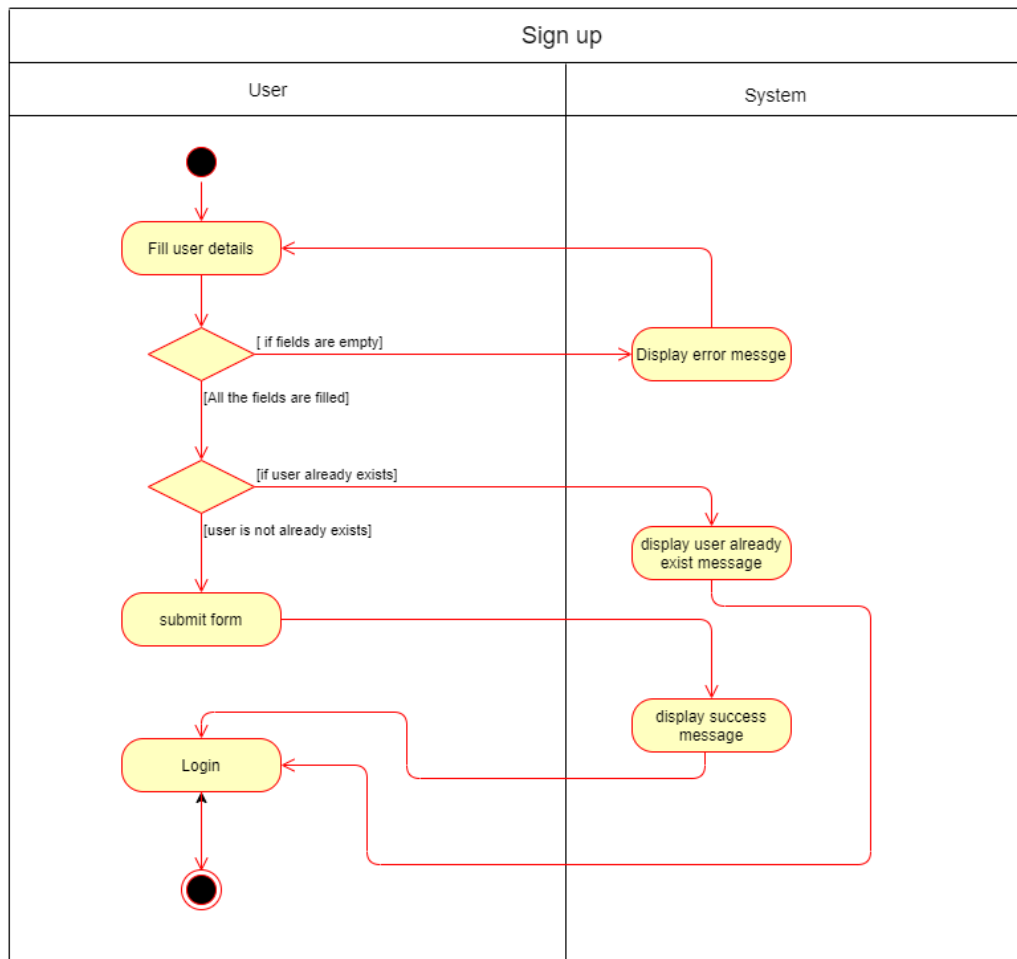 Sign up
User
System
Fill user details
[ if fields are empty]
Display error messge
[All the fields are filled]
[if user already exists]
[user is not already exists]
display user already
exist message
submit form
display success
message
Login